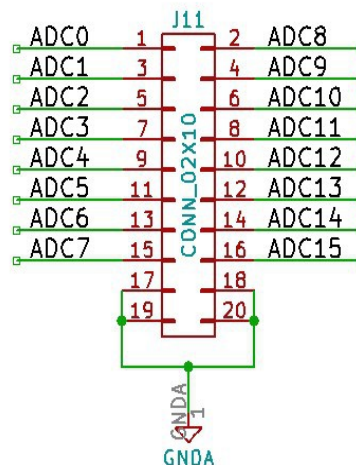 J11
ADC0 1 2 ADC8
ADC1 3 4 ADC9
ADC2 5 6 ADC10
ADC3 7 8 ADC11
ADC4 9 10 ADC12
ADC5 11 12 ADC13
ADC6 13 14 ADC14
ADC7 15 16 ADC15
17 18
19 20
CONN_02X10
GNDA
1
GNDA